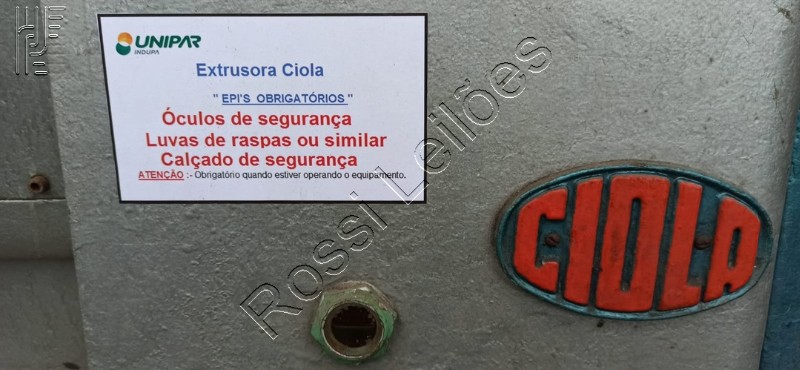 UNIPAR
INDUPA
Extrusora Ciola
" EPI'S OBRIGATÓRIOS "
Óculos de segurança
Luvas de raspas ou similar
Calçado de segurança
ATENÇÃO :- Obrigatório quando estiver operando o equipamento.
CIOLA
Rossi Leilões